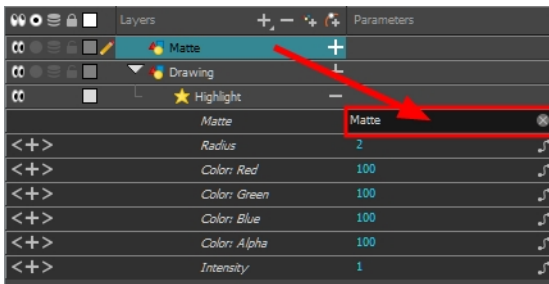 Layers Parameters
Matte
Drawing
Highlight
Matte Matte
Radius 2
Color: Red 100
Color: Green 100
Color: Blue 100
Color: Alpha 100
Intensity 1